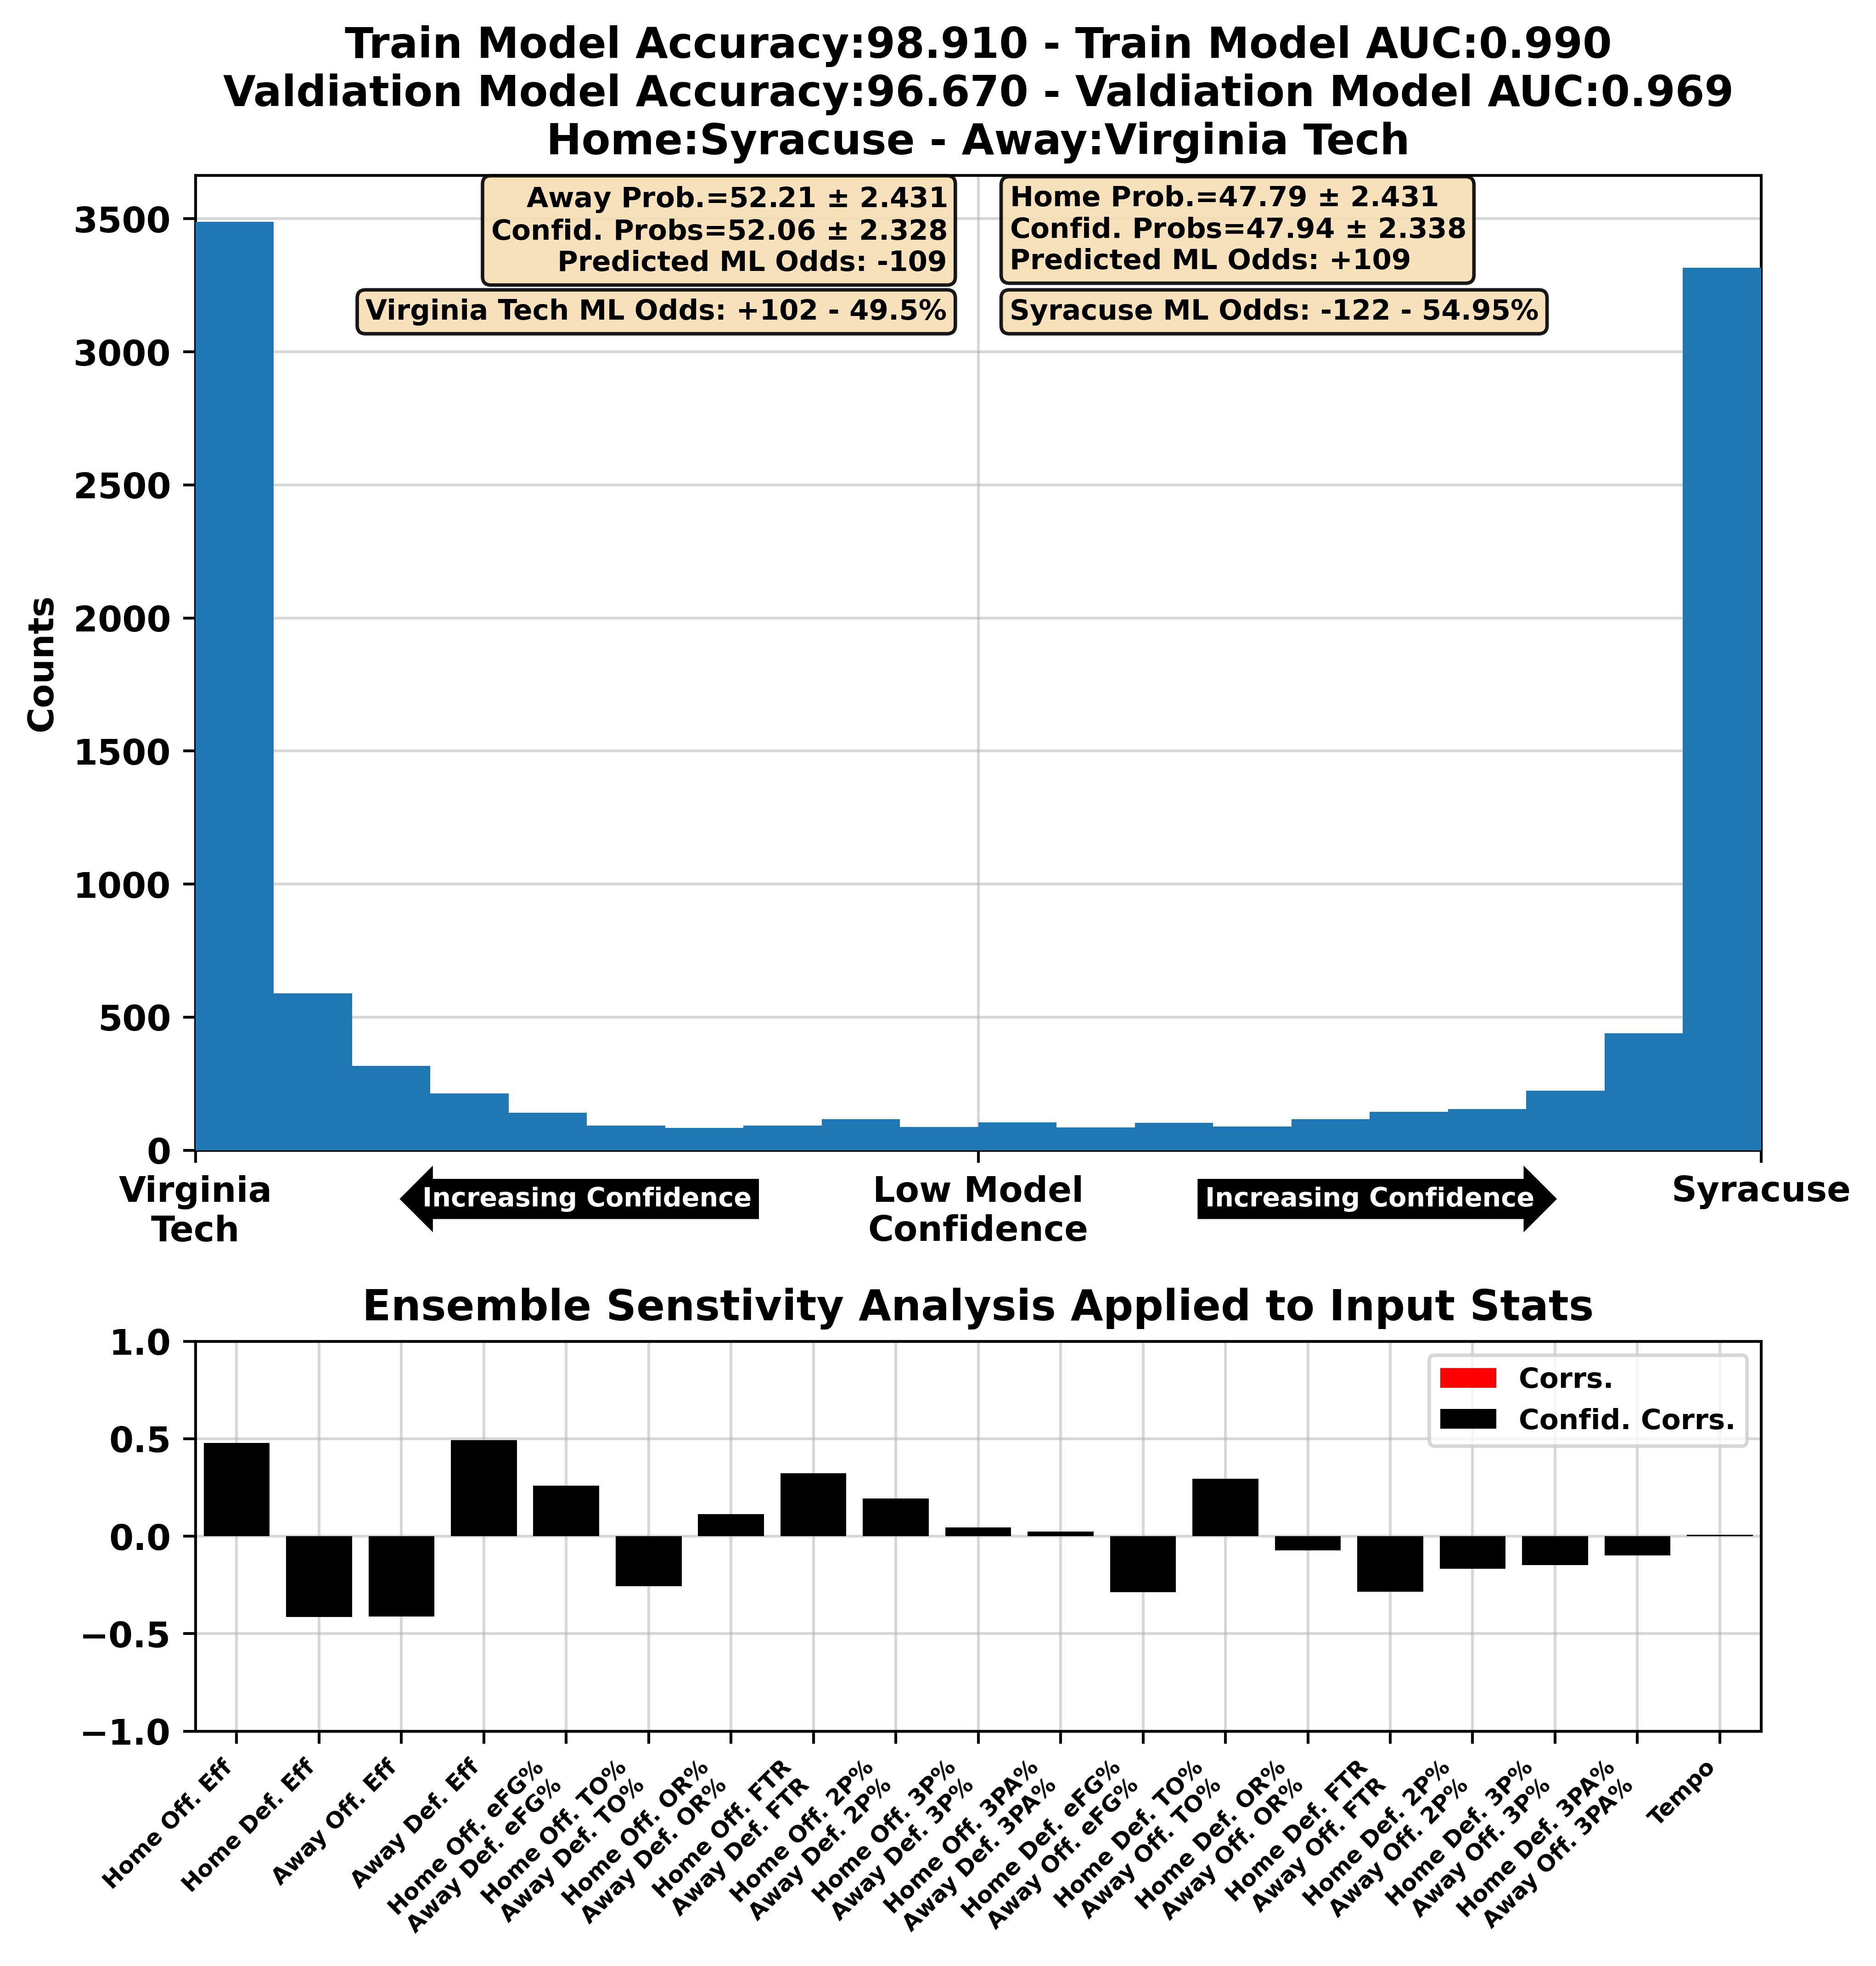 Train Model Accuracy:98.910 - Train Model AUC:0.990
Valdiation Model Accuracy:96.670 - Valdiation Model AUC:0.969
Home:Syracuse - Away:Virginia Tech
Away Prob.=52.21 ± 2.431
Confid. Probs=52.06 ± 2.328
Predicted ML Odds: -109
Virginia Tech ML Odds: +102 - 49.5%
Home Prob.=47.79 ± 2.431
Confid. Probs=47.94 ± 2.338
Predicted ML Odds: +109
Syracuse ML Odds: -122 - 54.95%
Counts
3500
3000
2500
2000
1500
1000
500
0
Virginia
Tech
Increasing Confidence
Low Model
Confidence
Increasing Confidence
Syracuse
Ensemble Senstivity Analysis Applied to Input Stats
1.0
0.5
0.0
−0.5
−1.0
Corrs.
Confid. Corrs.
Home Off. Eff
Home Def. Eff
Away Off. Eff
Away Def. Eff
Home Off. eFG%
Away Def. eFG%
Home Off. TO%
Away Def. TO%
Home Off. OR%
Away Def. OR%
Home Off. FTR
Away Def. FTR
Home Off. 2P%
Away Def. 2P%
Home Off. 3P%
Away Def. 3P%
Home Off. 3PA%
Away Def. 3PA%
Home Def. eFG%
Away Off. eFG%
Home Def. TO%
Away Off. TO%
Home Def. OR%
Away Off. OR%
Home Def. FTR
Away Off. FTR
Home Def. 2P%
Away Off. 2P%
Home Def. 3P%
Away Off. 3P%
Home Def. 3PA%
Away Off. 3PA%
Tempo